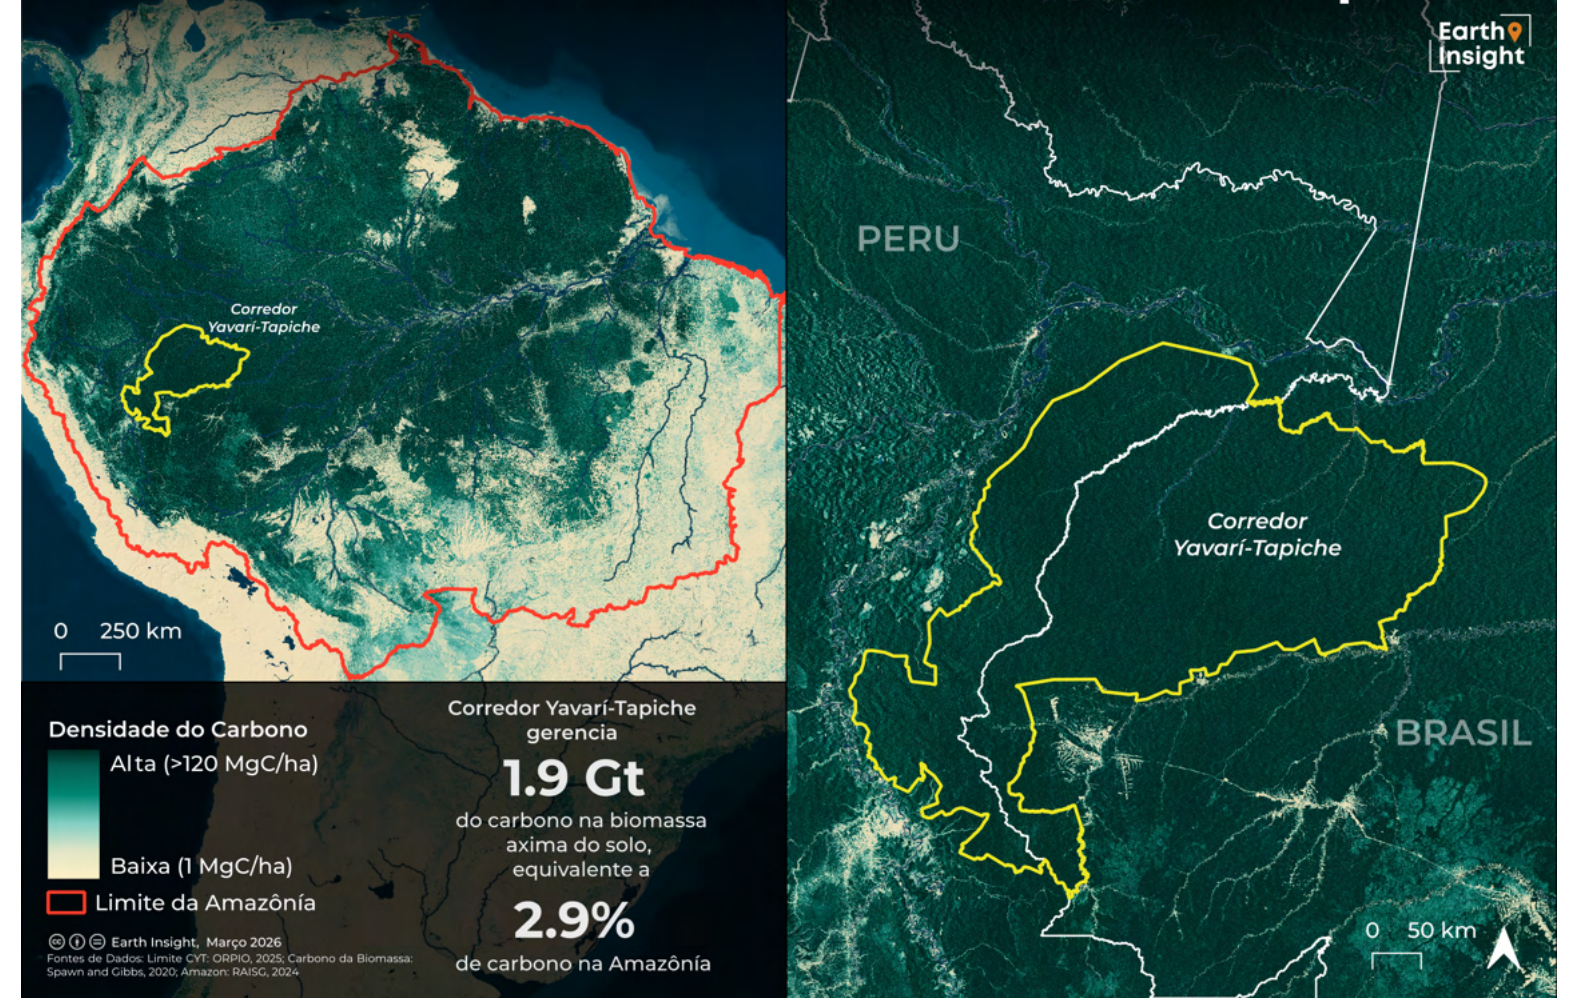 Corredor
Yavarí-Tapiche
0 250 km
Densidade do Carbono
Alta (>120 MgC/ha)
Baixa (1 MgC/ha)
Limite da Amazônía
Earth Insight, Março 2026
Fontes de Dados: Limite CYT: ORPIO, 2025; Carbono da Biomassa:
Spawn and Gibbs, 2020; Amazon: RAISG, 2024
Corredor Yavarí-Tapiche
gerencia
1.9 Gt
do carbono na biomassa
axima do solo,
equivalente a
2.9%
de carbono na Amazônía
Earth
Insight
PERU
Corredor
Yavarí-Tapiche
BRASIL
0 50 km